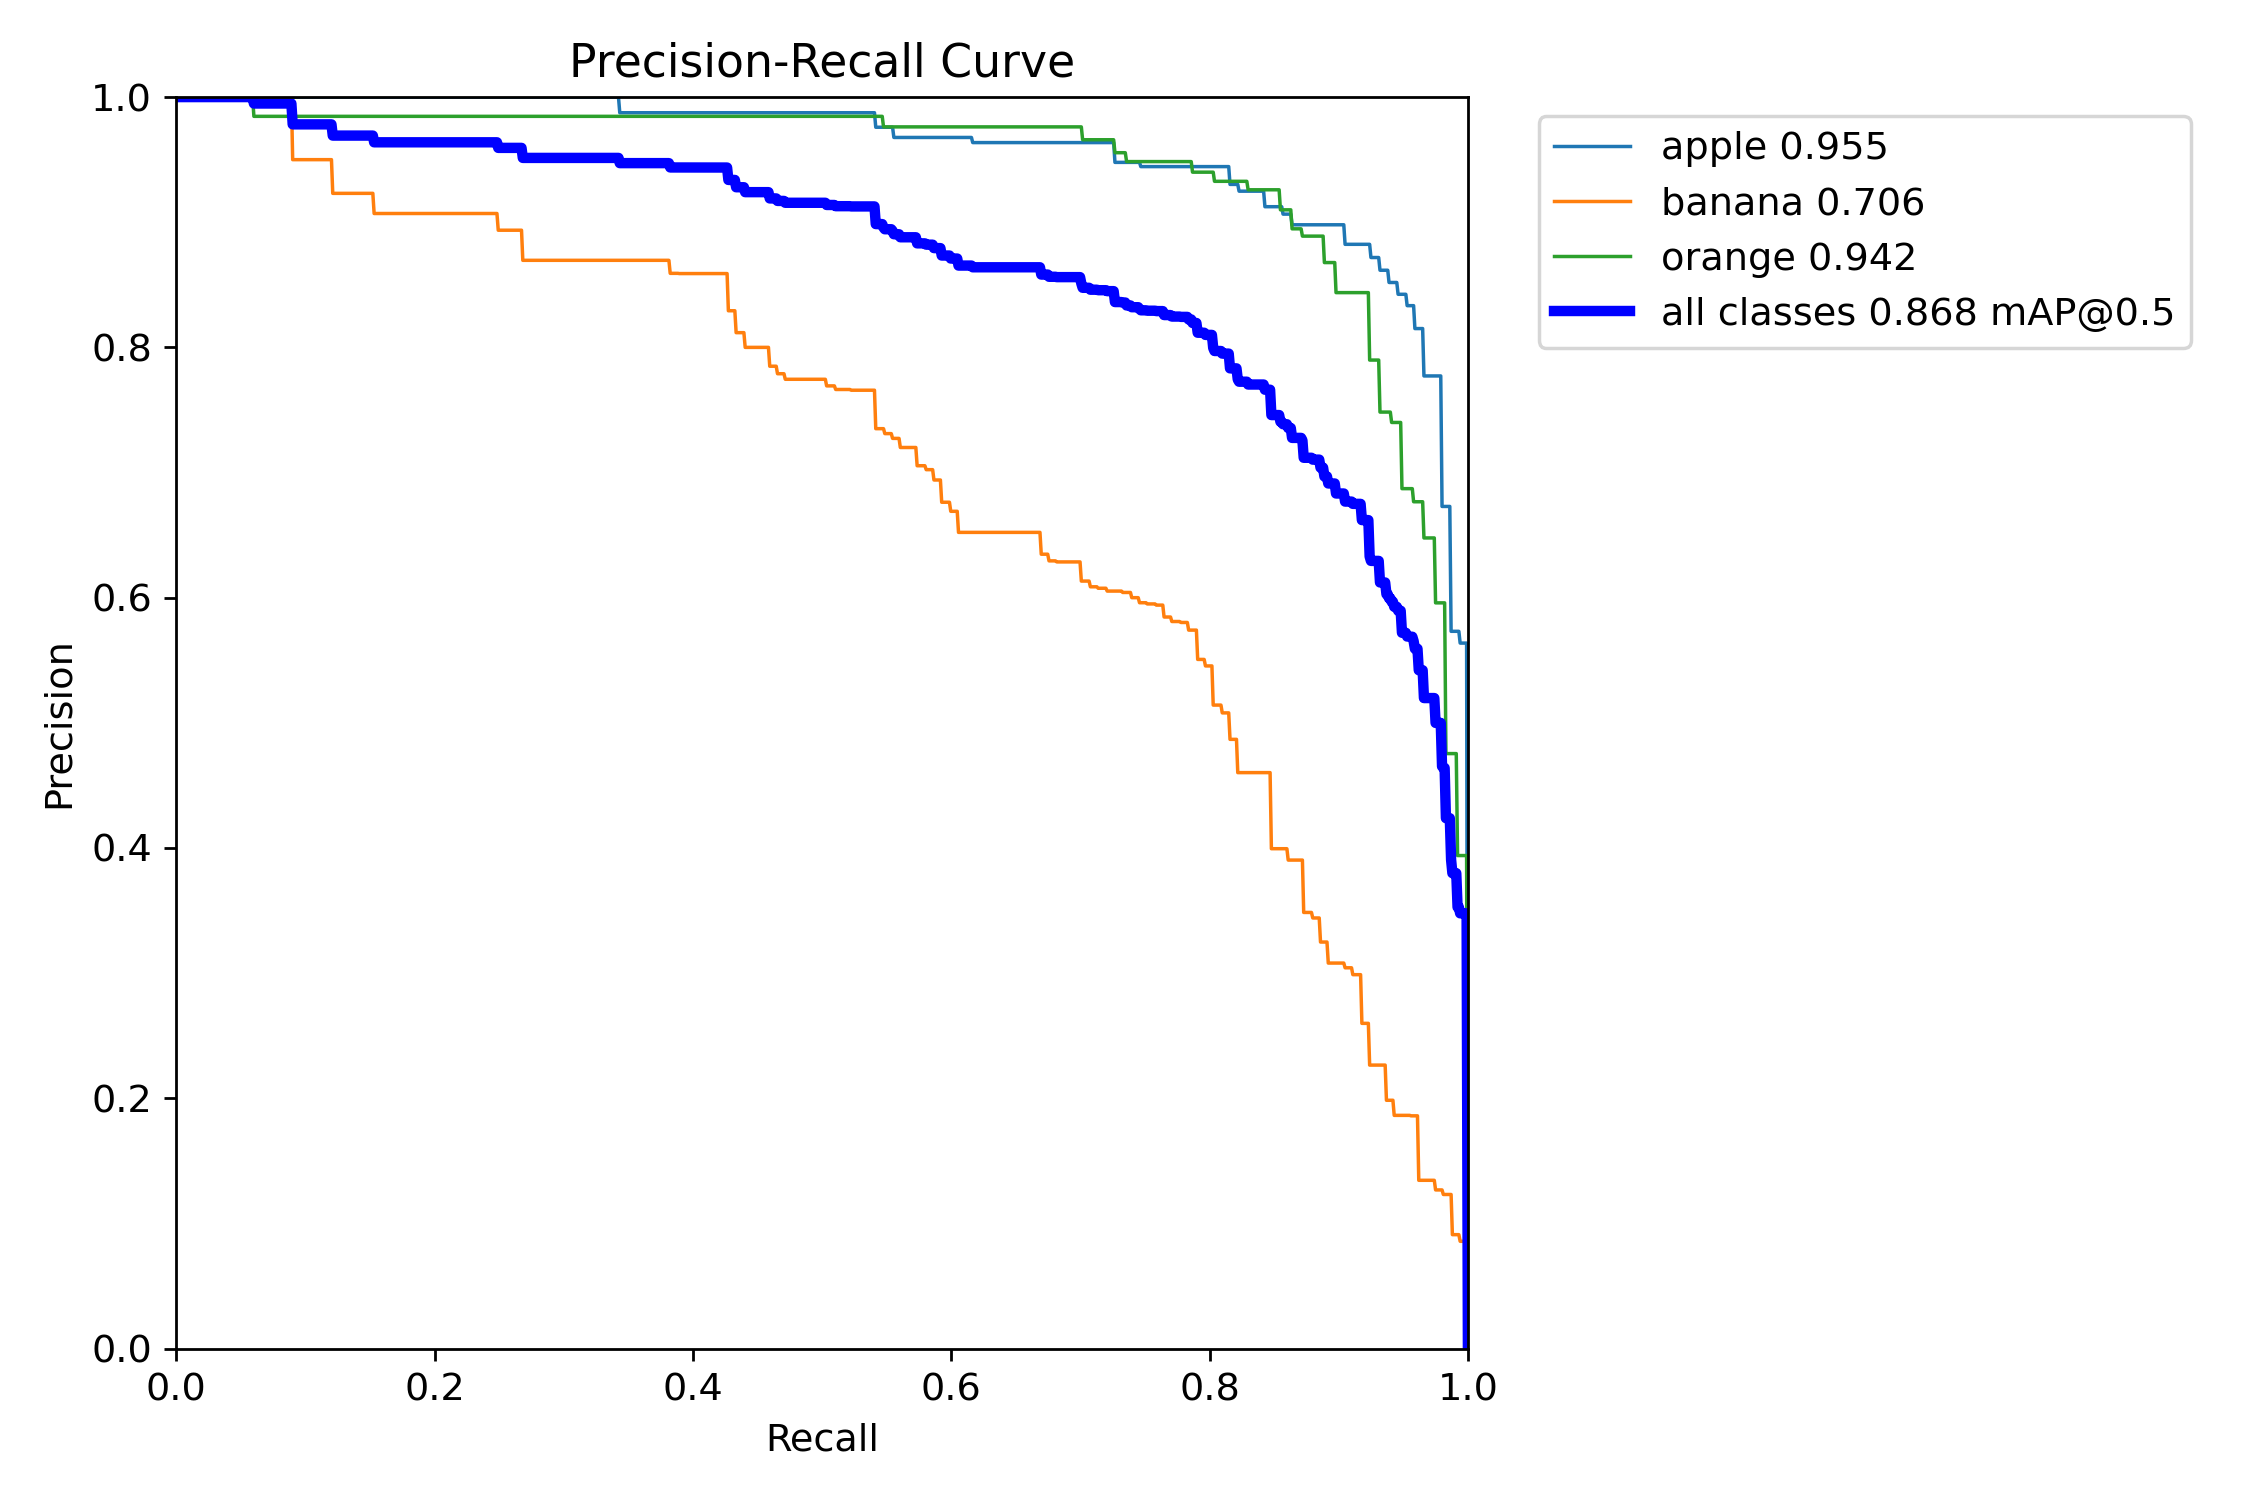 Precision-Recall Curve
1.0
0.8
0.6
0.4
0.2
0.0
Precision
0.0 0.2 0.4 0.6 0.8 1.0
Recall
apple 0.955
banana 0.706
orange 0.942
all classes 0.868 mAP@0.5